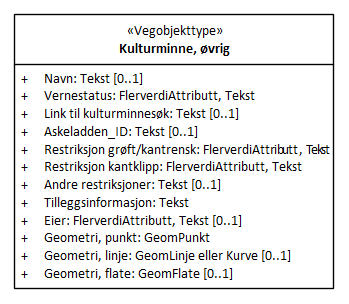 «Vegobjekttype»
Kulturminne, øvrig
+ Navn: Tekst [0..1]
+ Vernestatus: FlerverdiAttributt, Tekst
+ Link til kulturminnesøk: Tekst [0..1]
+ Askeladden_ID: Tekst [0..1]
+ Restriksjon grøft/kantrensk: FlerverdiAttributt, Tekst
+ Restriksjon kantklipp: FlerverdiAttributt, Tekst
+ Andre restriksjoner: Tekst [0..1]
+ Tilleggsinformasjon: Tekst
+ Eier: FlerverdiAttributt, Tekst [0..1]
+ Geometri, punkt: GeomPunkt
+ Geometri, linje: GeomLinje eller Kurve [0..1]
+ Geometri, flate: GeomFlate [0..1]